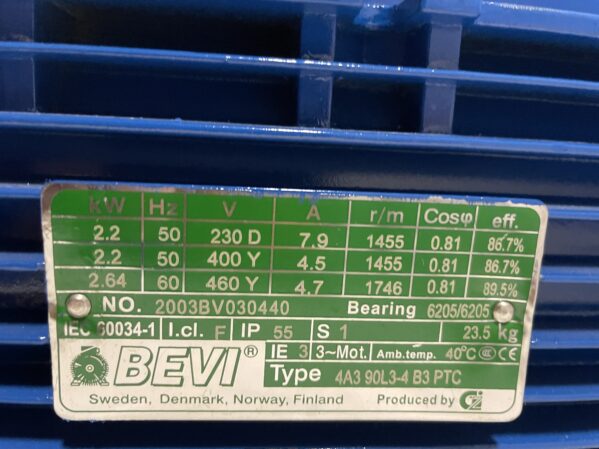 kW Hz V A r/m Cosφ eff.
2.2 50 230 D 7.9 1455 0.81 86.7%
2.2 50 400 Y 4.5 1455 0.81 86.7%
2.64 60 460 Y 4.7 1746 0.81 89.5%
NO. 2003BV030440 Bearing 6205/6205
IEC 60034-1 I.cl. F IP 55 S 1 23.5 kg
BEVI® IE 3 3~Mot. Amb.temp. 40°C CCC CE
Type 4A3 90L3-4 B3 PTC
Sweden, Denmark, Norway, Finland Produced by